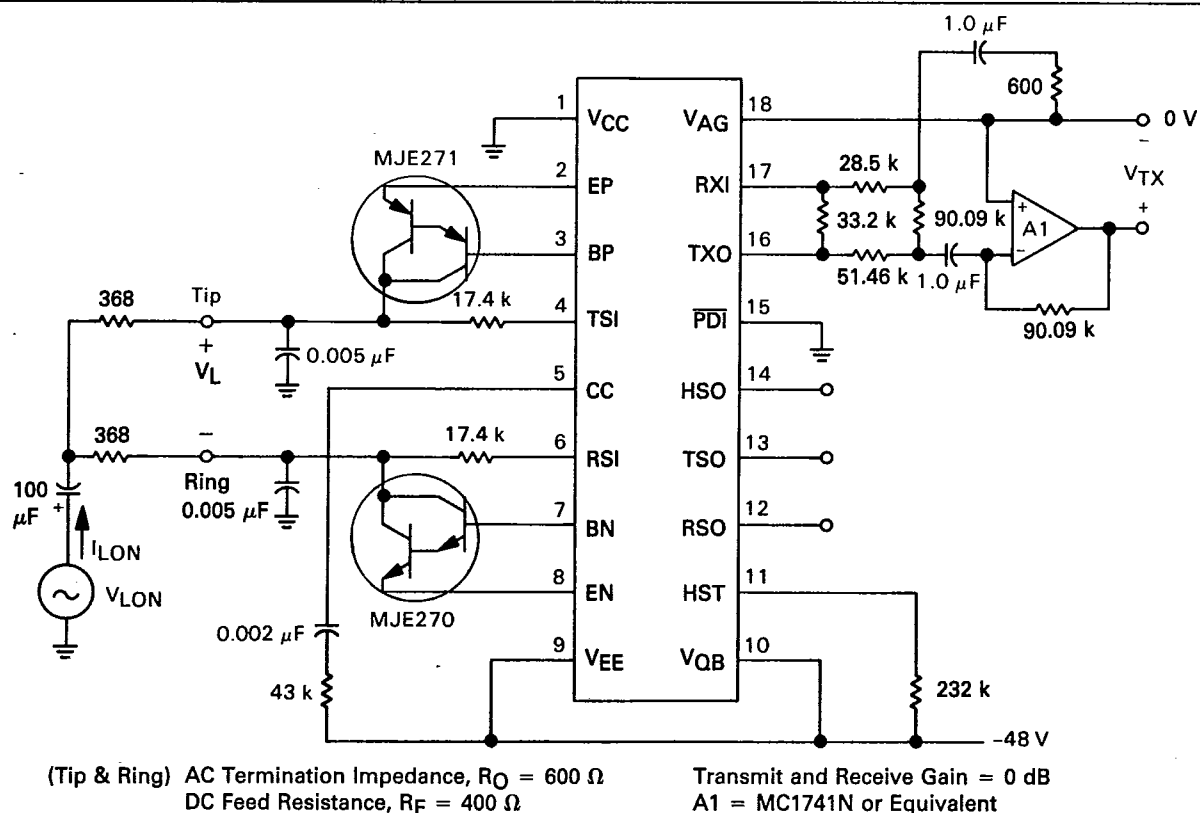 1.0 μF
600
1
VCC
VAG
18
0 V
MJE271
−
2
EP
RXI
17
28.5 k
VTX
33.2 k
90.09 k
+
+
A1
−
3
BP
TXO
16
51.46 k
1.0 μF
368
Tip
17.4 k
4
TSI
PDI
15
90.09 k
+
VL
0.005 μF
5
CC
HSO
14
368
−
17.4 k
6
RSI
TSO
13
Ring
100
μF
+
0.005 μF
7
BN
RSO
12
ILON
VLON
8
EN
HST
11
MJE270
0.002 μF
9
VEE
VQB
10
43 k
232 k
−48 V
(Tip & Ring) AC Termination Impedance, RO = 600 Ω
DC Feed Resistance, RF = 400 Ω
Transmit and Receive Gain = 0 dB
A1 = MC1741N or Equivalent